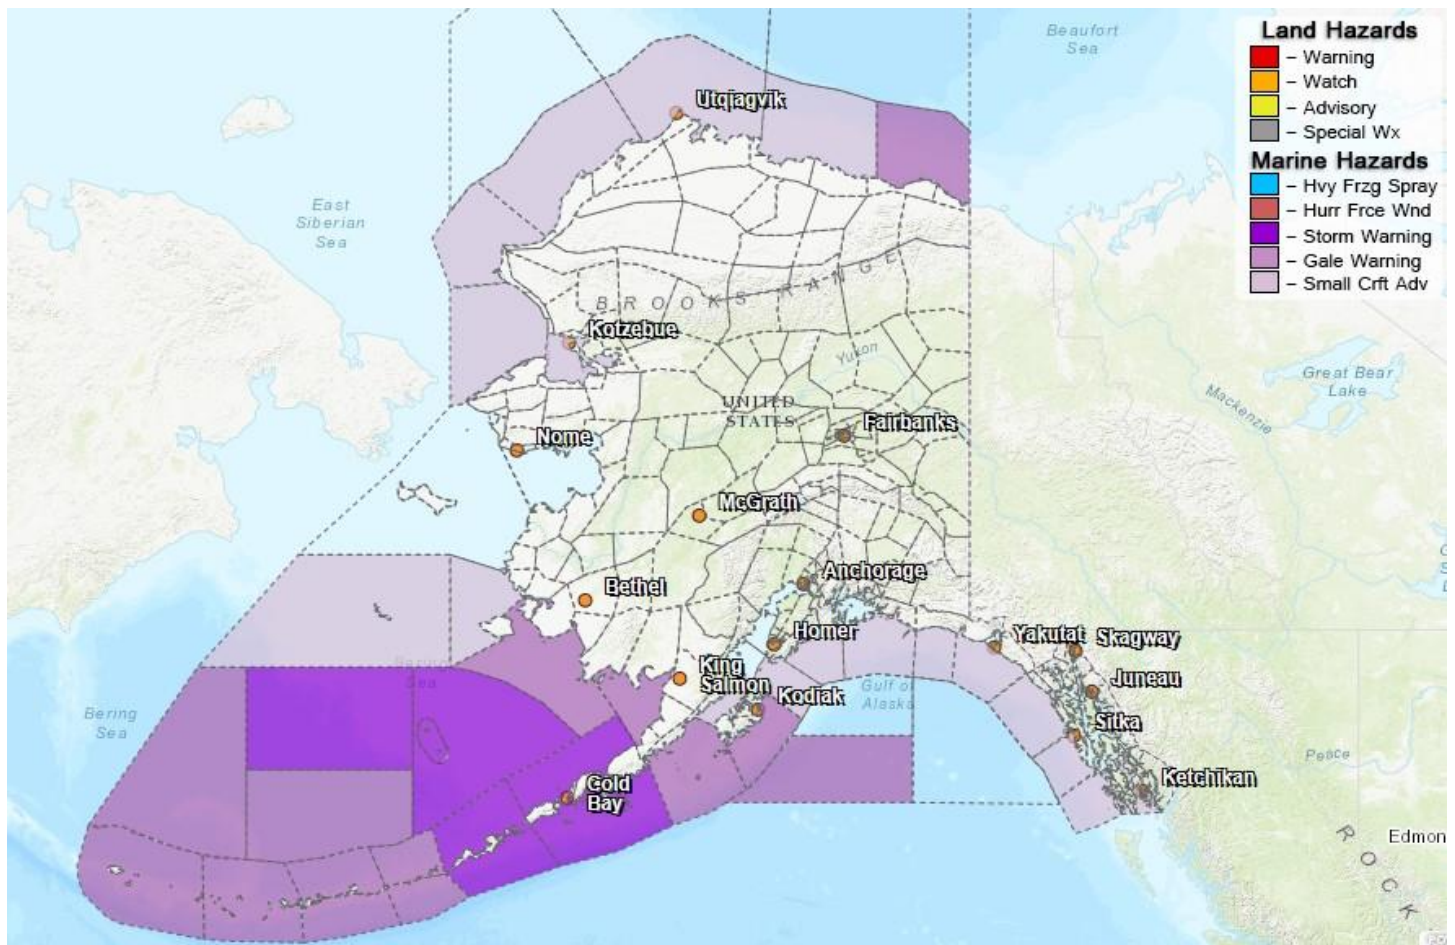 Beaufort
Sea
Land Hazards
– Warning
– Watch
– Advisory
– Special Wx
Marine Hazards
– Hvy Frzg Spray
– Hurr Frce Wnd
– Storm Warning
– Gale Warning
– Small Crft Adv
Utqiagvik
East
Siberian
Sea
BROOKS RANGE
Kotzebue
Yukon
Great Bear
Lake
Mackenzie
UNITED
STATES
Fairbanks
Nome
McGrath
Anchorage
Bethel
Homer
Yakutat
Skagway
King
Salmon
Kodiak
Juneau
Gulf of
Alaska
Bering
Sea
Sitka
Peace
Cold
Bay
Ketchikan
Edmon
ROCK